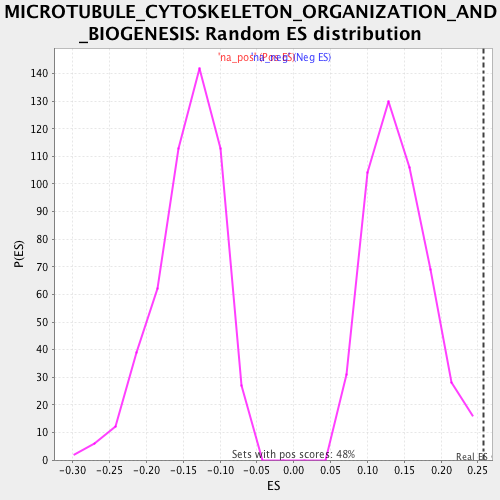 MICROTUBULE_CYTOSKELETON_ORGANIZATION_AND
_BIOGENESIS: Random ES distribution
'na_pos' (Pos ES)
'na_neg' (Neg ES)
P(ES)
140
130
120
110
100
90
80
70
60
50
40
30
20
10
0
Sets with pos scores: 48%
Real ES
-0.30 -0.25 -0.20 -0.15 -0.10 -0.05 0.00 0.05 0.10 0.15 0.20 0.25
ES